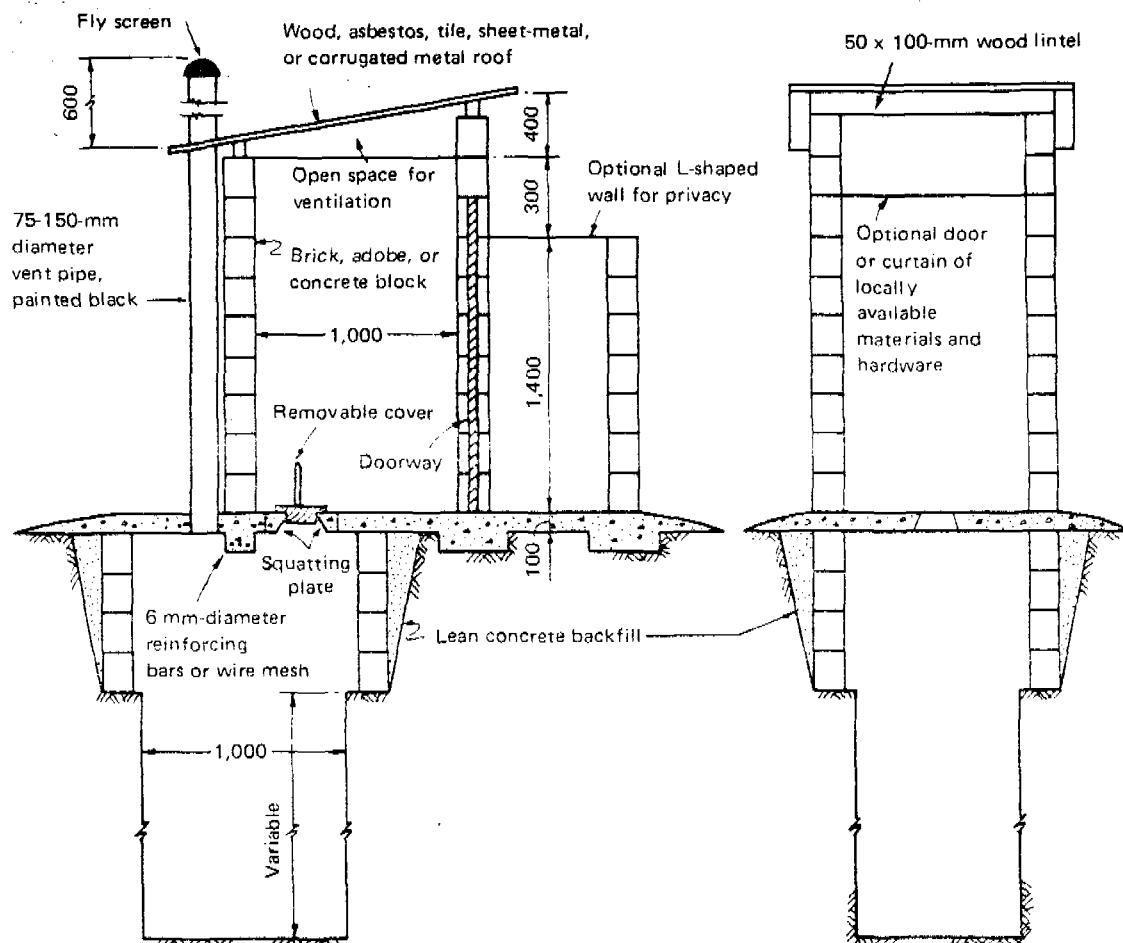 Fly screen
Wood, asbestos, tile, sheet-metal,
or corrugated metal roof
50 x 100-mm wood lintel
600
400
Open space for
ventilation
300
Optional L-shaped
wall for privacy
75-150-mm
diameter
vent pipe,
painted black
Brick, adobe, or
concrete block
Optional door
or curtain of
locally
available
materials and
hardware
1,000
1,400
Removable cover
Doorway
Squatting
plate
100
6 mm-diameter
reinforcing
bars or wire mesh
Lean concrete backfill
1,000
Variable